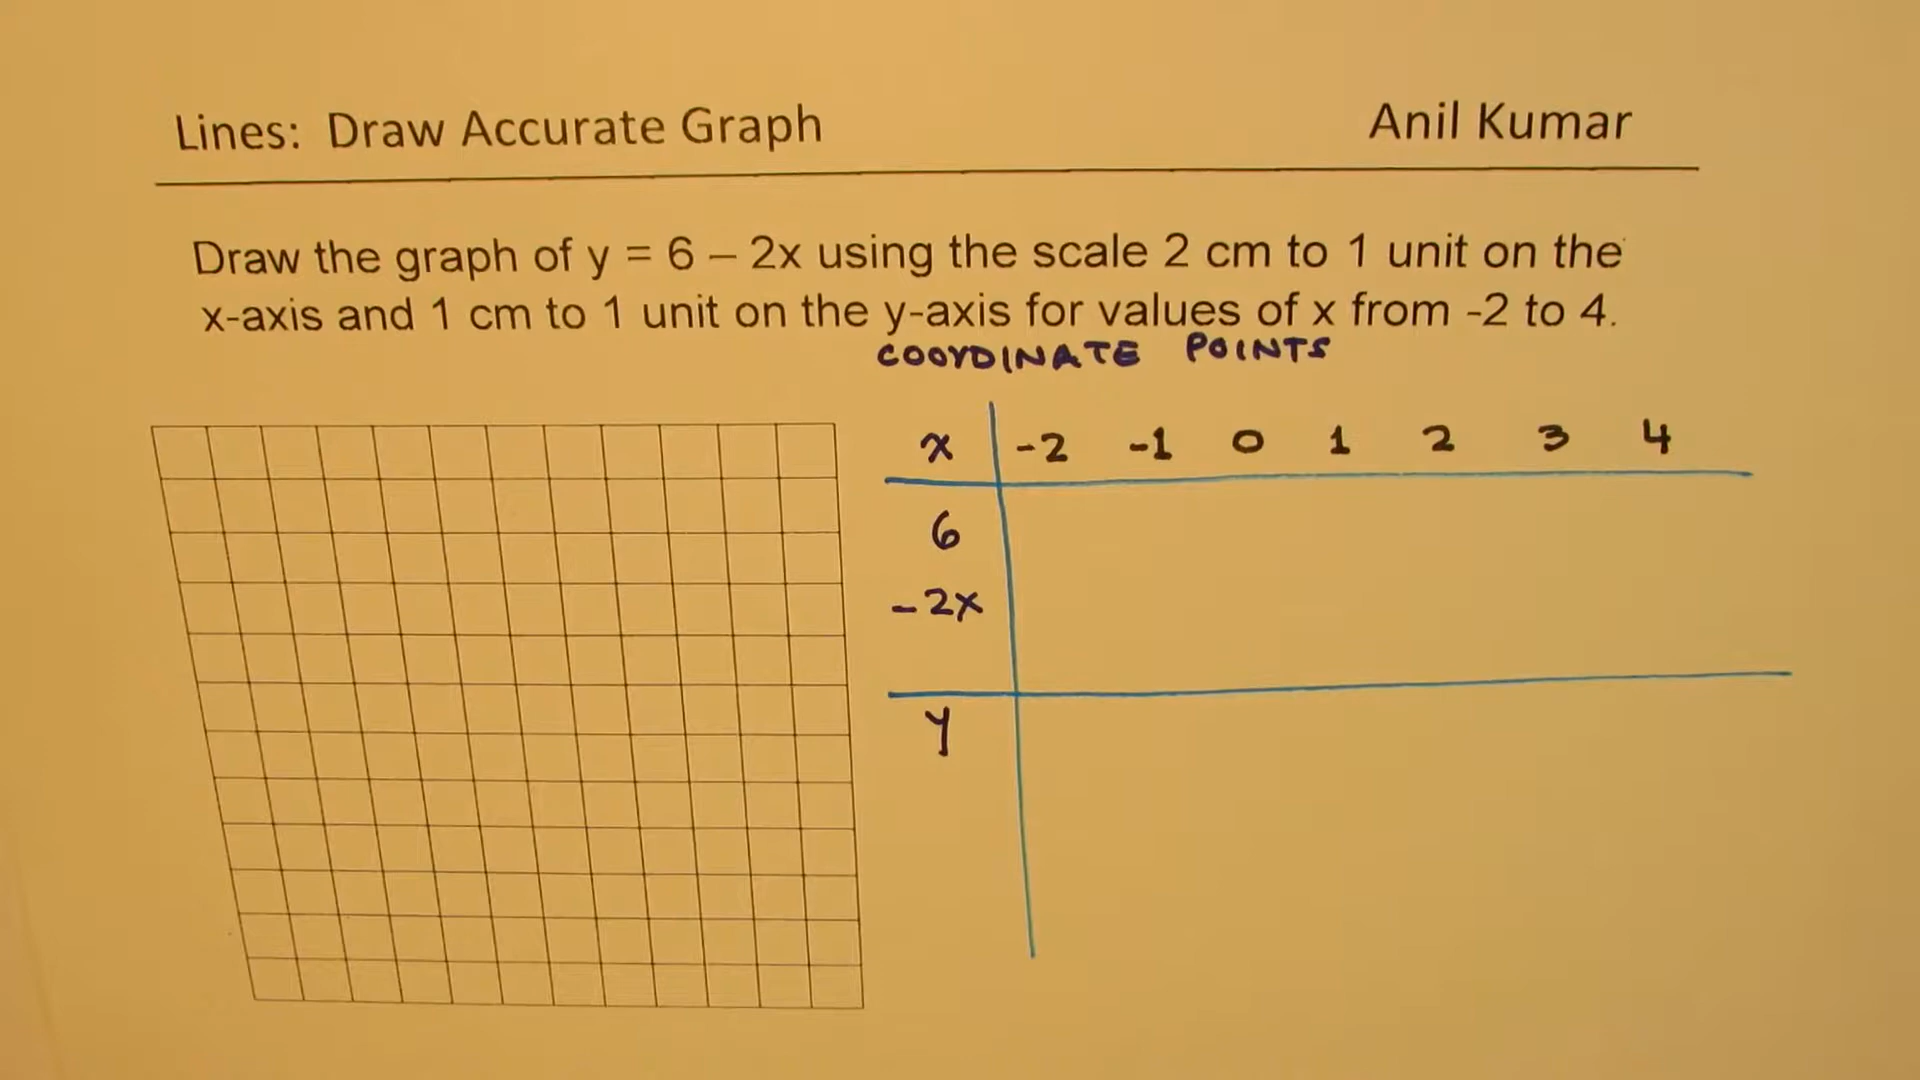 Lines: Draw Accurate Graph Anil Kumar
Draw the graph of y = 6 – 2x using the scale 2 cm to 1 unit on the
x-axis and 1 cm to 1 unit on the y-axis for values of x from -2 to 4.
COORDINATE POINTS
x -2 -1 0 1 2 3 4
6
-2x
y